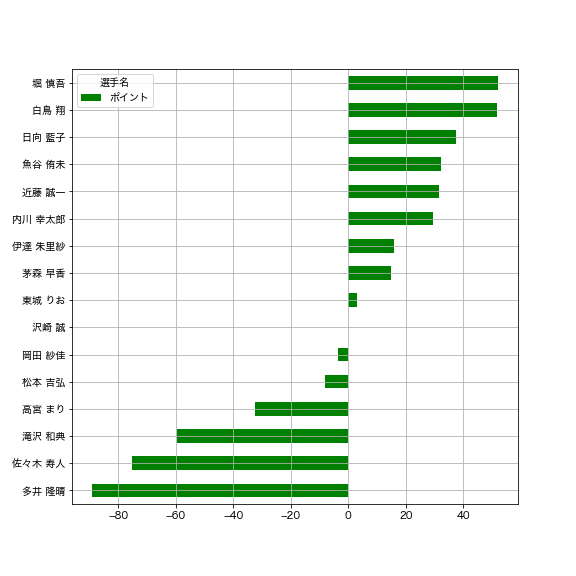 選手名
ポイント
堀 慎吾
白鳥 翔
日向 藍子
魚谷 侑未
近藤 誠一
内川 幸太郎
伊達 朱里紗
茅森 早香
東城 りお
沢崎 誠
岡田 紗佳
松本 吉弘
高宮 まり
滝沢 和典
佐々木 寿人
多井 隆晴
−80 −60 −40 −20 0 20 40